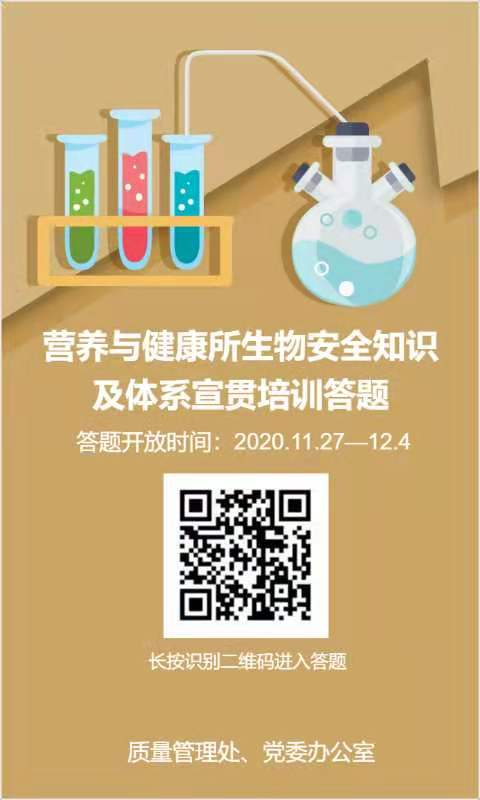 营养与健康所生物安全知识
及体系宣贯培训答题
答题开放时间：2020.11.27—12.4
长按识别二维码进入答题
质量管理处、党委办公室